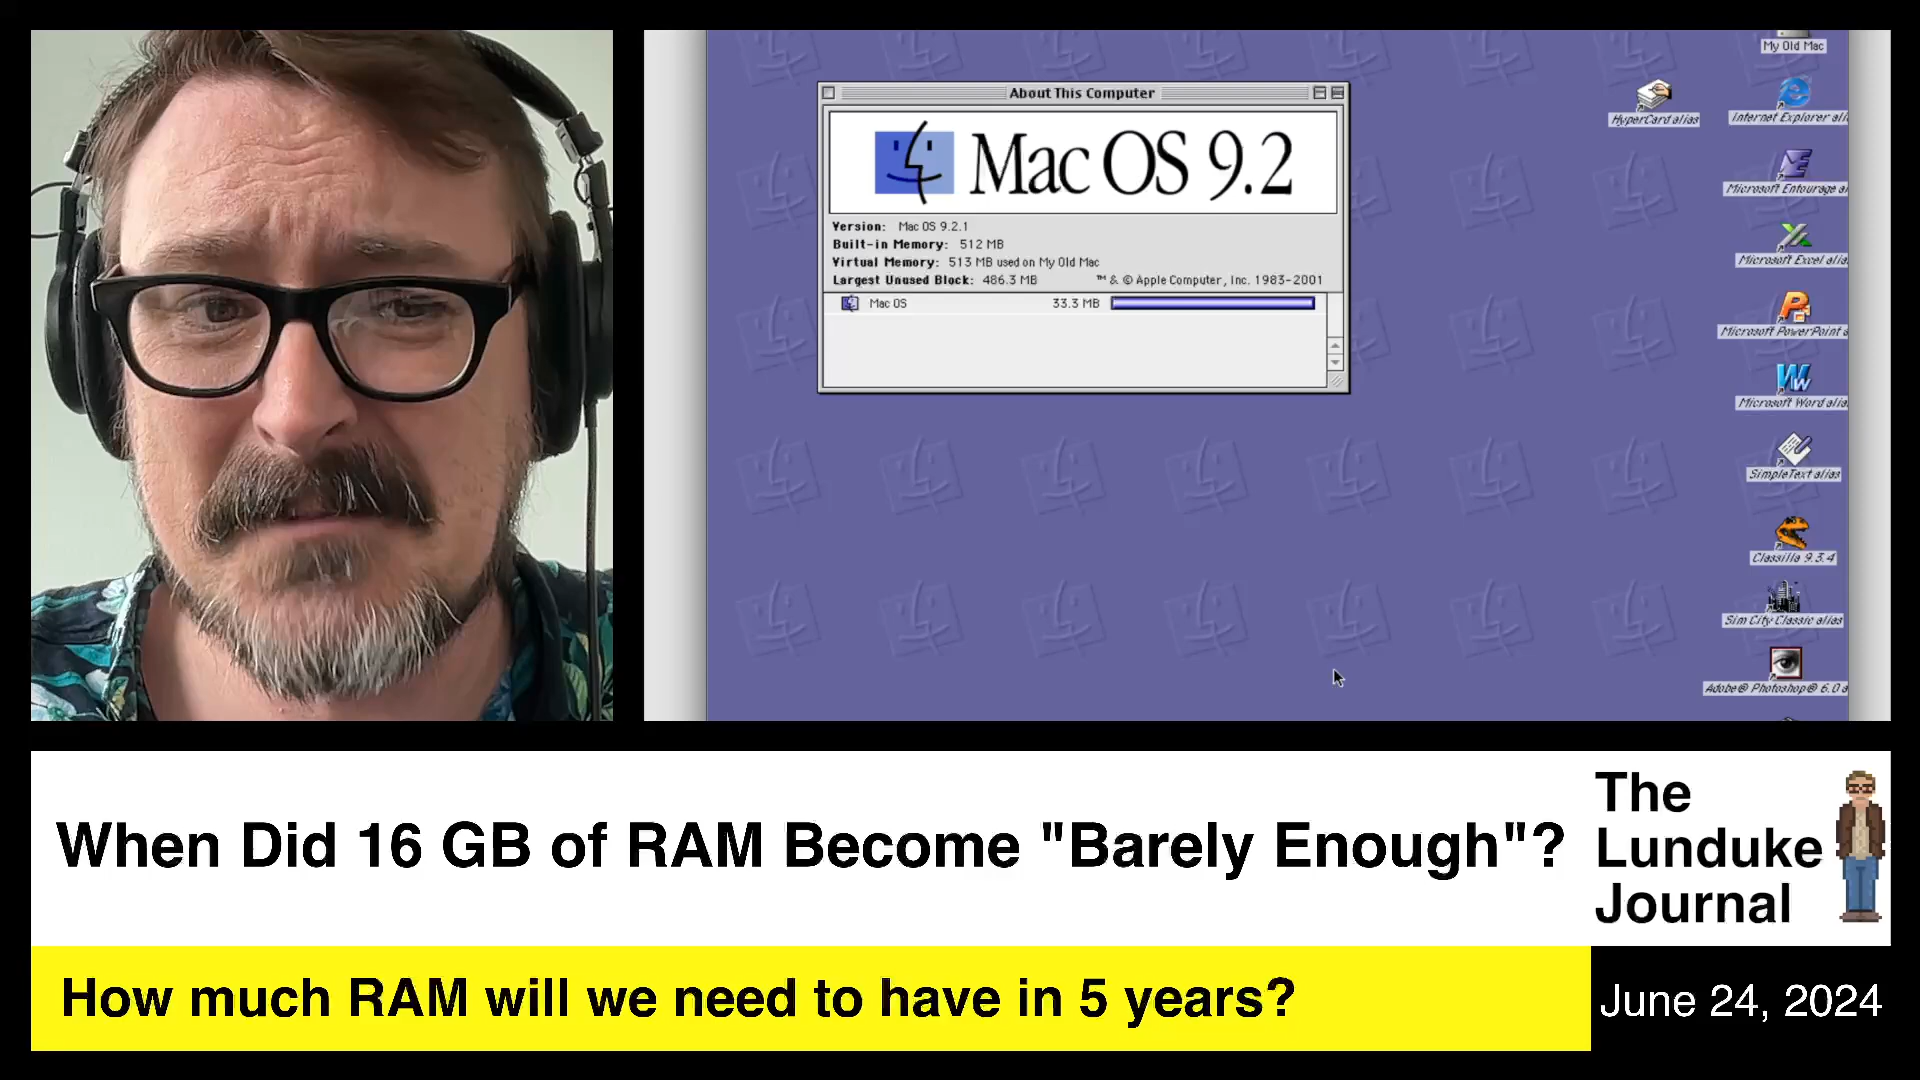 My Old Mac
About This Computer
HyperCard alias
Internet Explorer ali
Mac OS 9.2
Microsoft Entourage a
Version: Mac OS 9.2.1
Built-in Memory: 512 MB
Virtual Memory: 513 MB used on My Old Mac
Largest Unused Block: 486.3 MB ™ & © Apple Computer, Inc. 1983-2001
Mac OS 33.3 MB
Microsoft Excel alia
Microsoft PowerPoint a
Microsoft Word alia
SimpleText alias
Classilla 9.3.4
Sim City Classic alias
Adobe® Photoshop® 6.0 a
When Did 16 GB of RAM Become "Barely Enough"?
The
Lunduke
Journal
How much RAM will we need to have in 5 years?
June 24, 2024